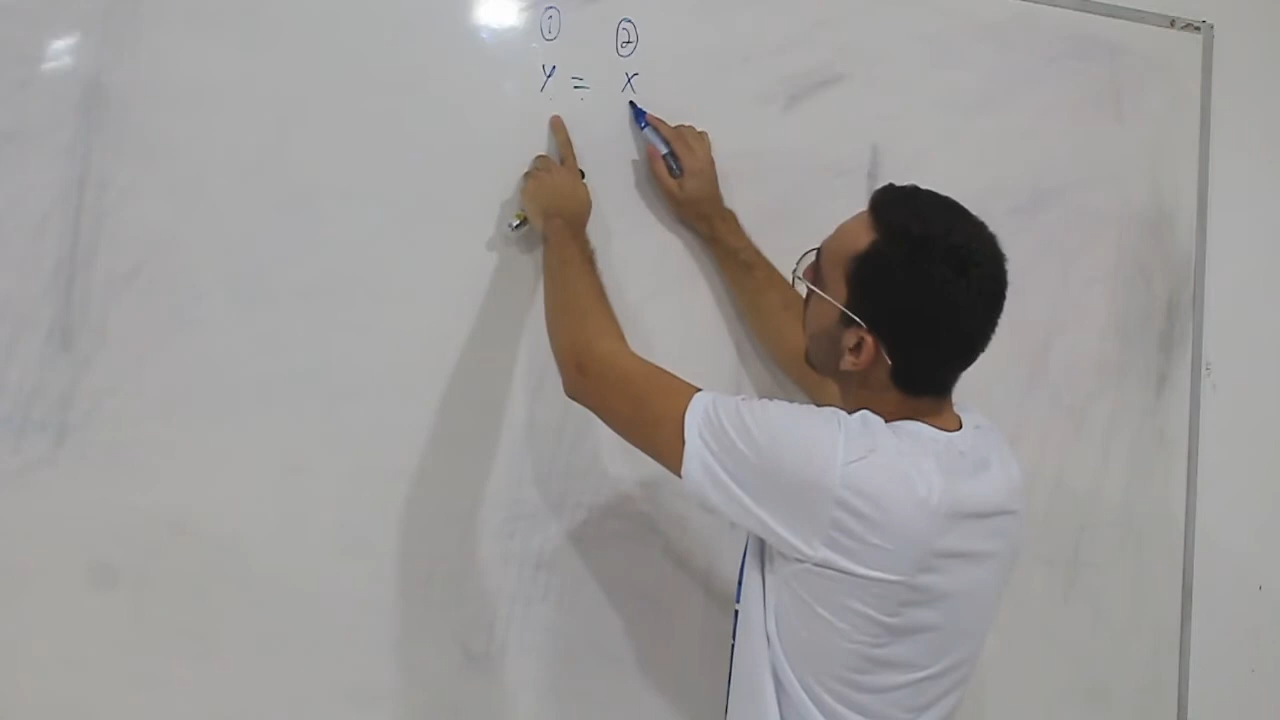 ① ②
Y = X